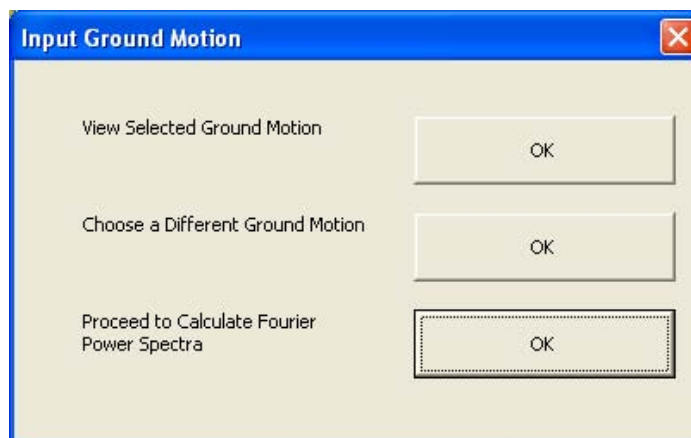 Input Ground Motion
View Selected Ground Motion
OK
Choose a Different Ground Motion
OK
Proceed to Calculate Fourier
Power Spectra
OK